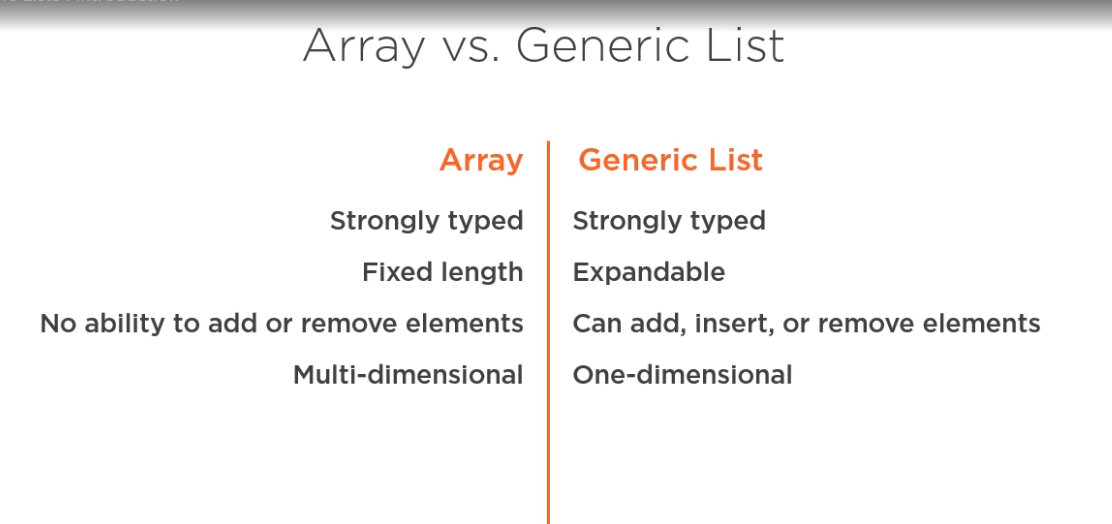 Array vs. Generic List
Array
Generic List
Strongly typed
Strongly typed
Fixed length
Expandable
No ability to add or remove elements
Can add, insert, or remove elements
Multi-dimensional
One-dimensional